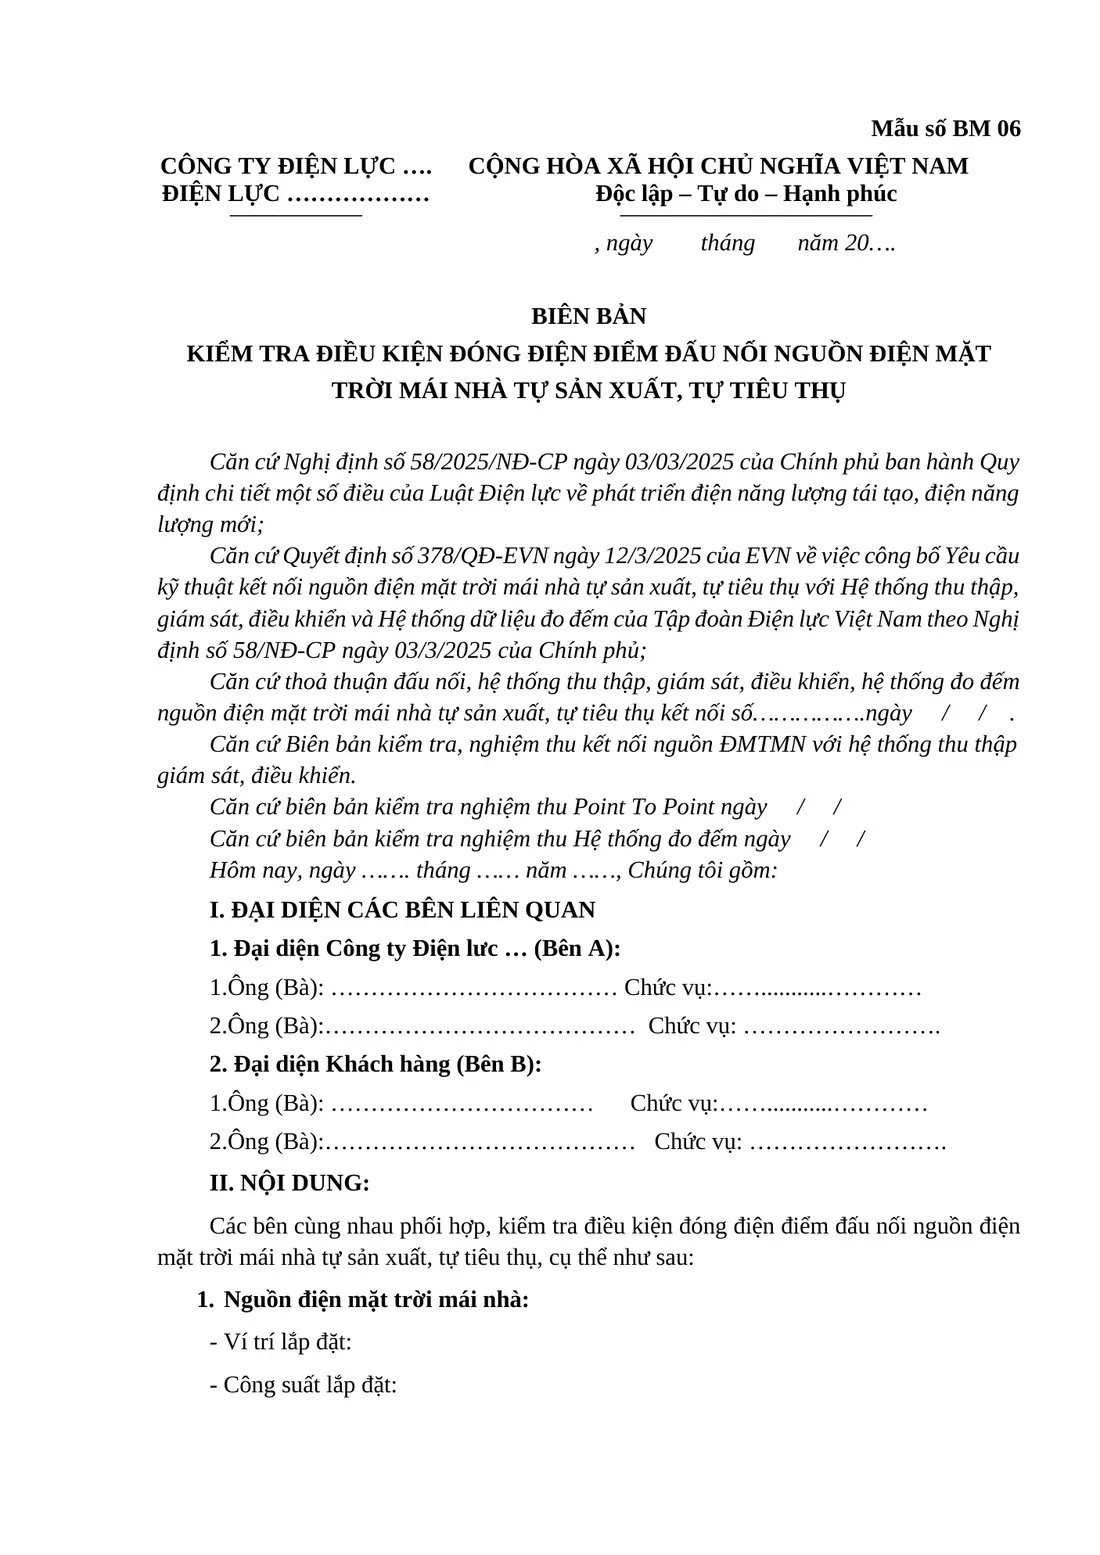 Mẫu số BM 06
CÔNG TY ĐIỆN LỰC ….
ĐIỆN LỰC ………………
CỘNG HÒA XÃ HỘI CHỦ NGHĨA VIỆT NAM
Độc lập – Tự do – Hạnh phúc
, ngày tháng năm 20….
BIÊN BẢN
KIỂM TRA ĐIỀU KIỆN ĐÓNG ĐIỆN ĐIỂM ĐẤU NỐI NGUỒN ĐIỆN MẶT
TRỜI MÁI NHÀ TỰ SẢN XUẤT, TỰ TIÊU THỤ
Căn cứ Nghị định số 58/2025/NĐ-CP ngày 03/03/2025 của Chính phủ ban hành Quy
định chi tiết một số điều của Luật Điện lực về phát triển điện năng lượng tái tạo, điện năng
lượng mới;
Căn cứ Quyết định số 378/QĐ-EVN ngày 12/3/2025 của EVN về việc công bố Yêu cầu
kỹ thuật kết nối nguồn điện mặt trời mái nhà tự sản xuất, tự tiêu thụ với Hệ thống thu thập,
giám sát, điều khiển và Hệ thống dữ liệu đo đếm của Tập đoàn Điện lực Việt Nam theo Nghị
định số 58/NĐ-CP ngày 03/3/2025 của Chính phủ;
Căn cứ thoả thuận đấu nối, hệ thống thu thập, giám sát, điều khiển, hệ thống đo đếm
nguồn điện mặt trời mái nhà tự sản xuất, tự tiêu thụ kết nối số…………….ngày / / .
Căn cứ Biên bản kiểm tra, nghiệm thu kết nối nguồn ĐMTMN với hệ thống thu thập
giám sát, điều khiển.
Căn cứ biên bản kiểm tra nghiệm thu Point To Point ngày / /
Căn cứ biên bản kiểm tra nghiệm thu Hệ thống đo đếm ngày / /
Hôm nay, ngày ……. tháng …… năm ……, Chúng tôi gồm:
I. ĐẠI DIỆN CÁC BÊN LIÊN QUAN
1. Đại diện Công ty Điện lưc … (Bên A):
1.Ông (Bà): ……………………………… Chức vụ:……...........…………
2.Ông (Bà):………………………………… Chức vụ: …………………….
2. Đại diện Khách hàng (Bên B):
1.Ông (Bà): …………………………… Chức vụ:……...........…………
2.Ông (Bà):………………………………… Chức vụ: …………………….
II. NỘI DUNG:
Các bên cùng nhau phối hợp, kiểm tra điều kiện đóng điện điểm đấu nối nguồn điện
mặt trời mái nhà tự sản xuất, tự tiêu thụ, cụ thể như sau:
1. Nguồn điện mặt trời mái nhà:
- Ví trí lắp đặt:
- Công suất lắp đặt: